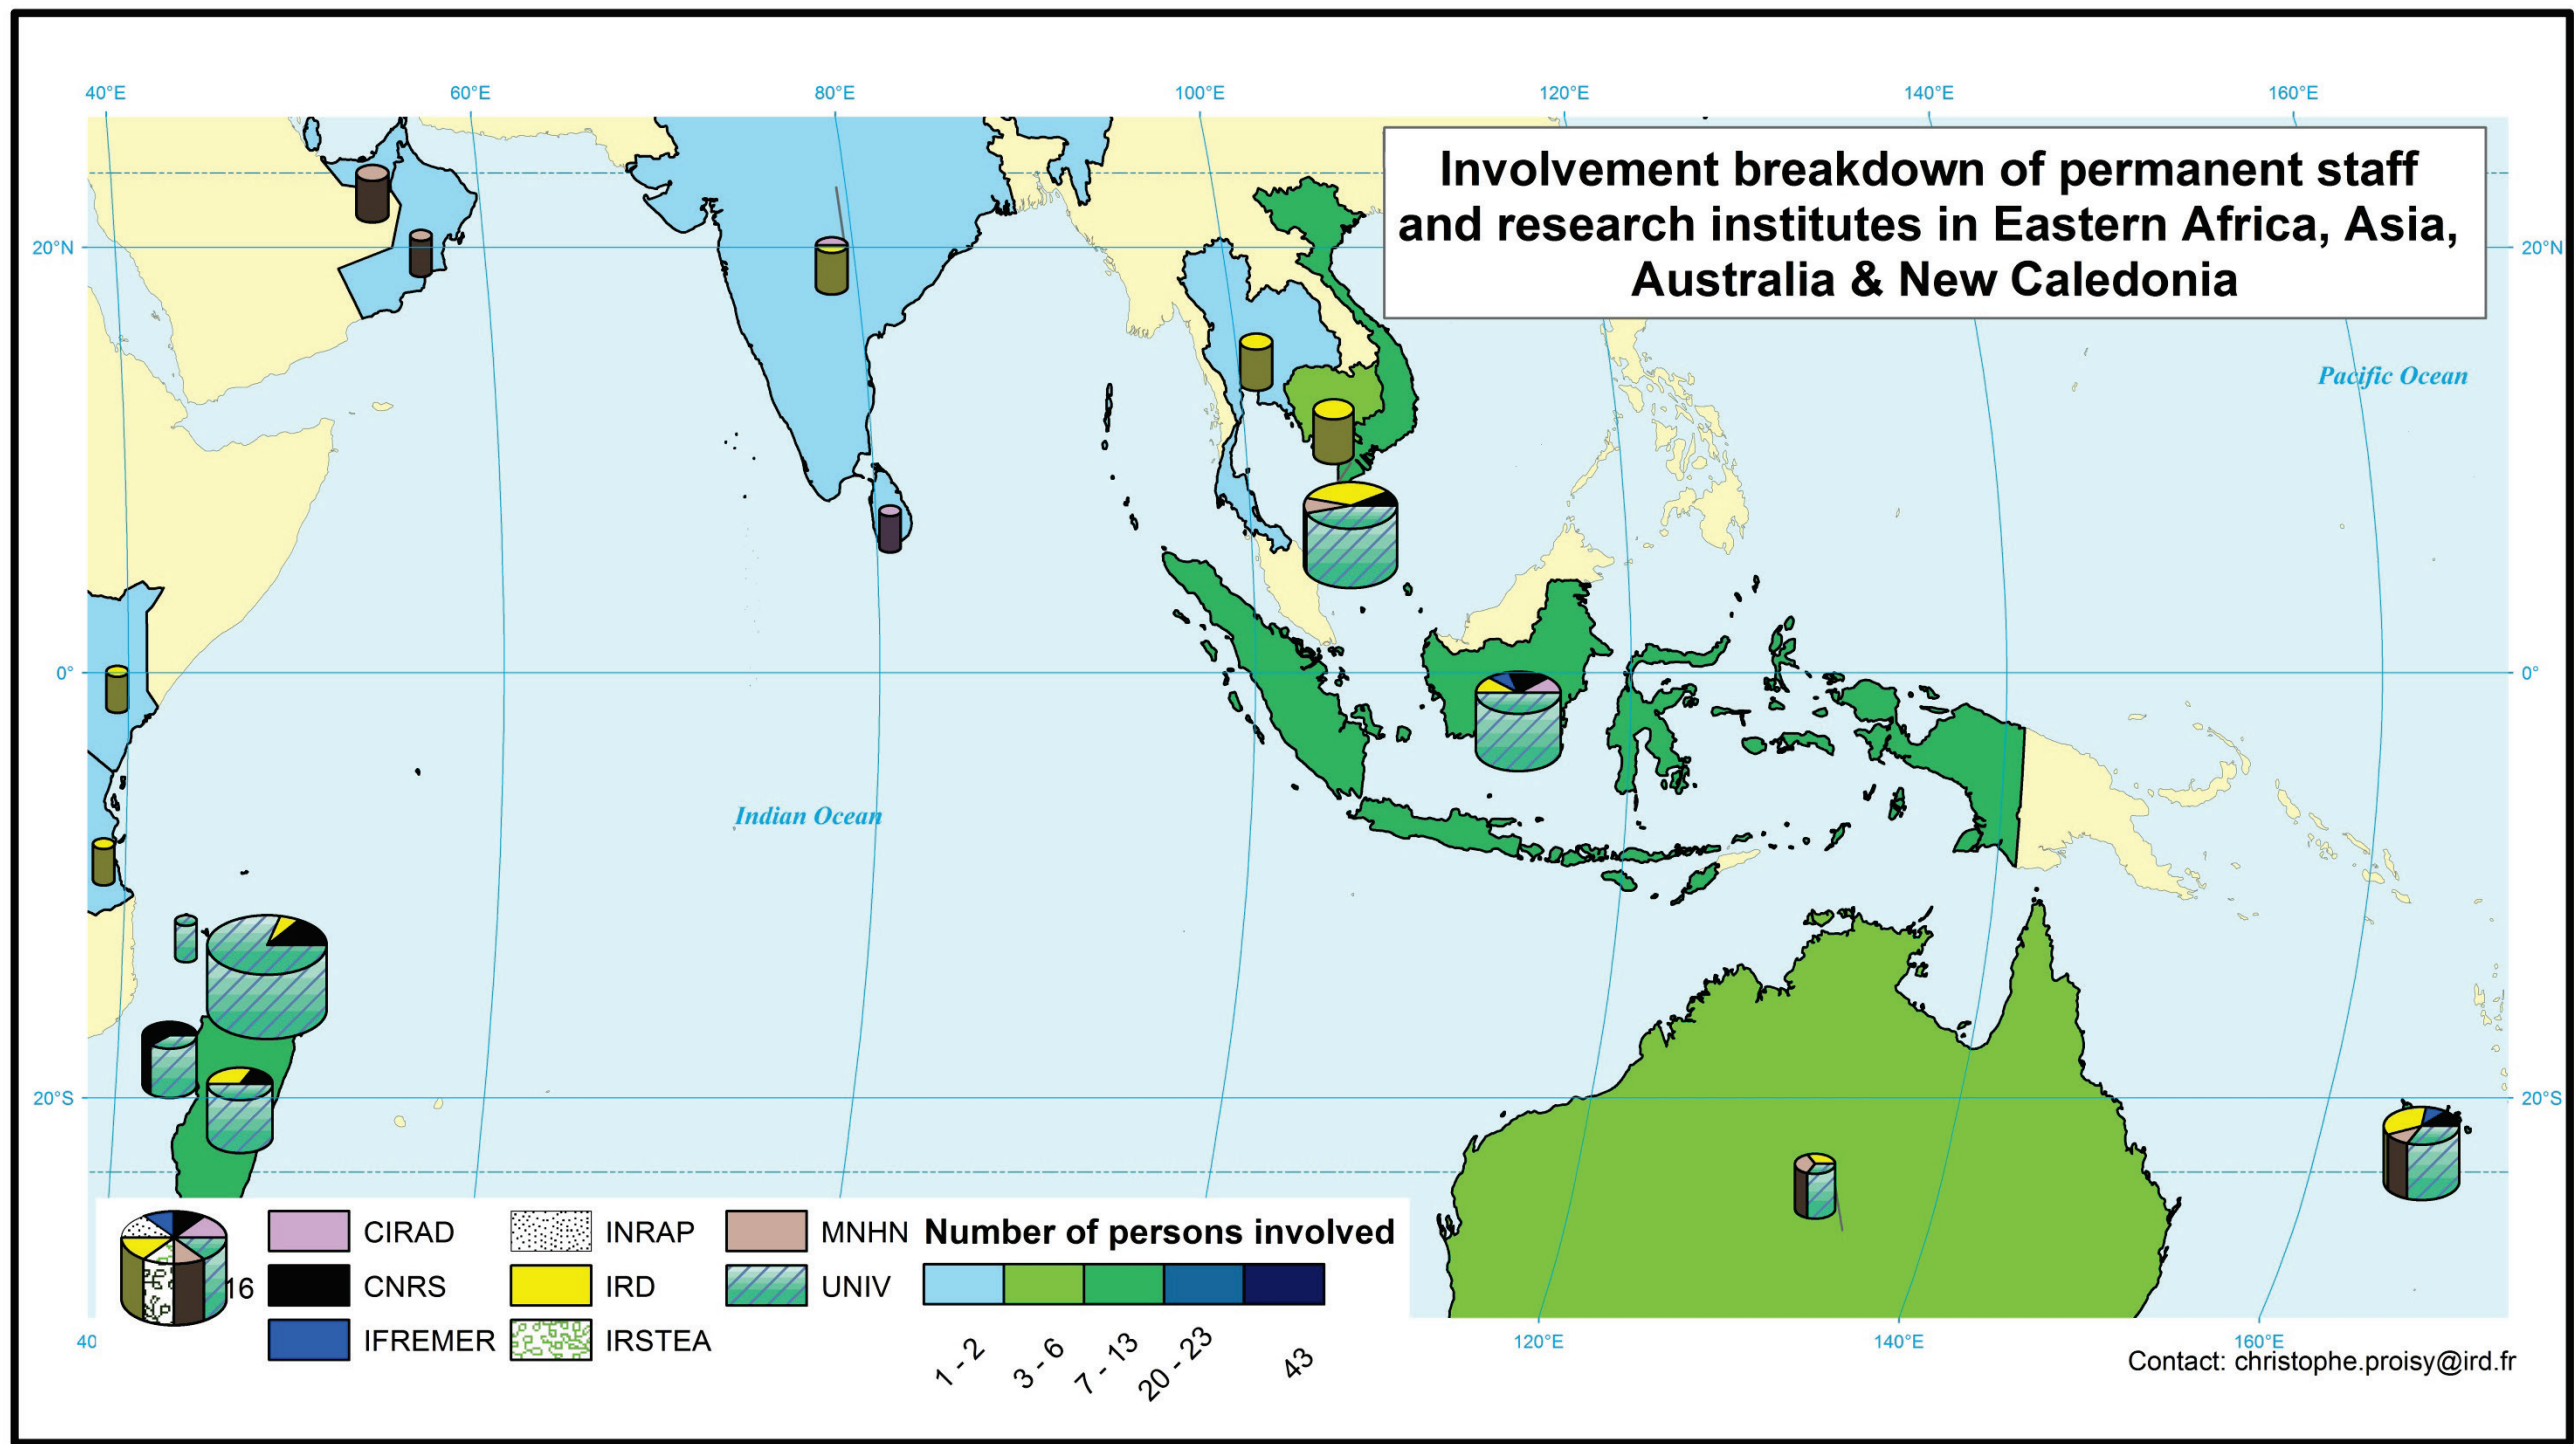 40°E 60°E 80°E 100°E 120°E 140°E 160°E
Involvement breakdown of permanent staff
and research institutes in Eastern Africa, Asia,
Australia & New Caledonia
20°N 20°N
Pacific Ocean
0° 0°
Indian Ocean
20°S 20°S
CIRAD INRAP MNHN Number of persons involved
16 CNRS IRD UNIV
IFREMER IRSTEA
1 - 2 3 - 6 7 - 13 20 - 23 43
40 120°E 140°E 160°E
Contact: christophe.proisy@ird.fr